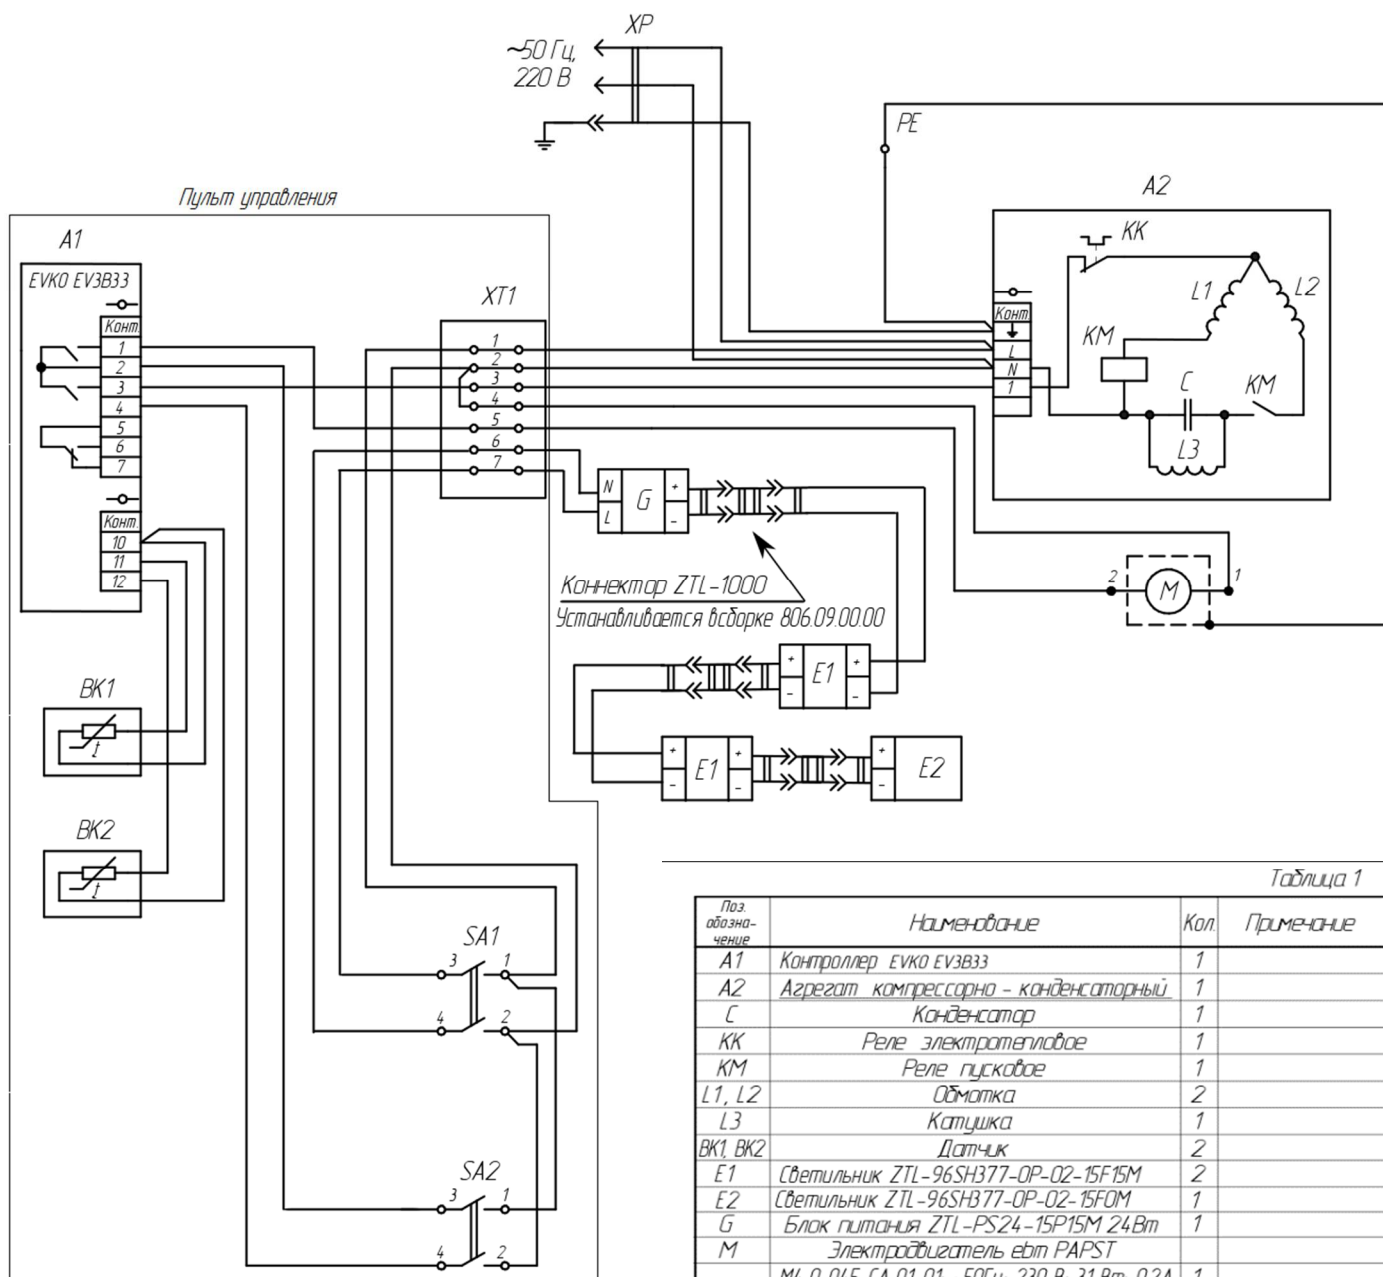 XP
~50 Гц,
220 В
PE
A2
Пульт управления
A1
EVKO EV3B33
Конт.
1
2
3
4
5
6
7
Конт.
10
11
12
XT1
1
2
3
4
5
6
7
Конт.
L
N
1
KK
L1
L2
KM
C
KM
L3
N
L
G
+
-
Коннектор ZTL-1000
Устанавливается всборке 806.09.00.00
2
M
1
+
-
E1
+
-
BK1
t
+
-
E1
+
-
+
-
E2
BK2
t
SA1
3
1
4
2
SA2
3
1
4
2
Таблица 1
Поз. обозна- чение Наименование Кол. Примечание
A1 Контроллер EVKO EV3B33 1
A2 Агрегат компрессорно - конденсаторный 1
C Конденсатор 1
KK Реле электротепловое 1
KM Реле пусковое 1
L1, L2 Обмотка 2
L3 Катушка 1
BK1, BK2 Датчик 2
E1 Светильник ZTL-96SH377-OP-02-15F15M 2
E2 Светильник ZTL-96SH377-OP-02-15F0M 1
G Блок питания ZTL-PS24-15P15M 24Вт 1
M Электродвигатель ebm PAPST